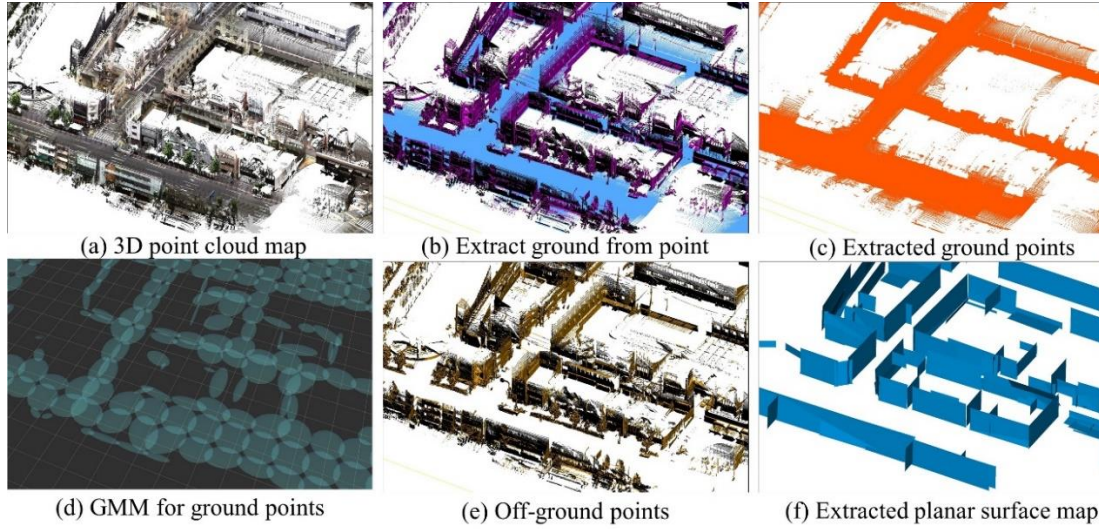 (a) 3D point cloud map
(b) Extract ground from point
(c) Extracted ground points
(d) GMM for ground points
(e) Off-ground points
(f) Extracted planar surface map